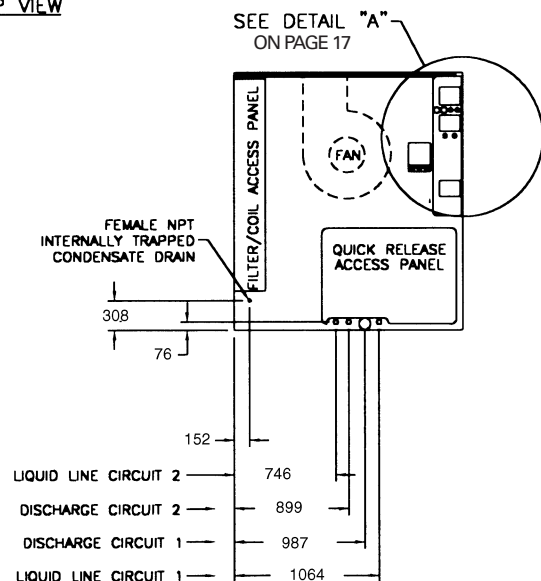 VIEW
SEE DETAIL "A"
ON PAGE 17
FILTER/COIL ACCESS PANEL
FAN
FEMALE NPT
INTERNALLY TRAPPED
CONDENSATE DRAIN
QUICK RELEASE
ACCESS PANEL
308
76
152
LIQUID LINE CIRCUIT 2
746
DISCHARGE CIRCUIT 2
899
DISCHARGE CIRCUIT 1
987
LIQUID LINE CIRCUIT 1
1064